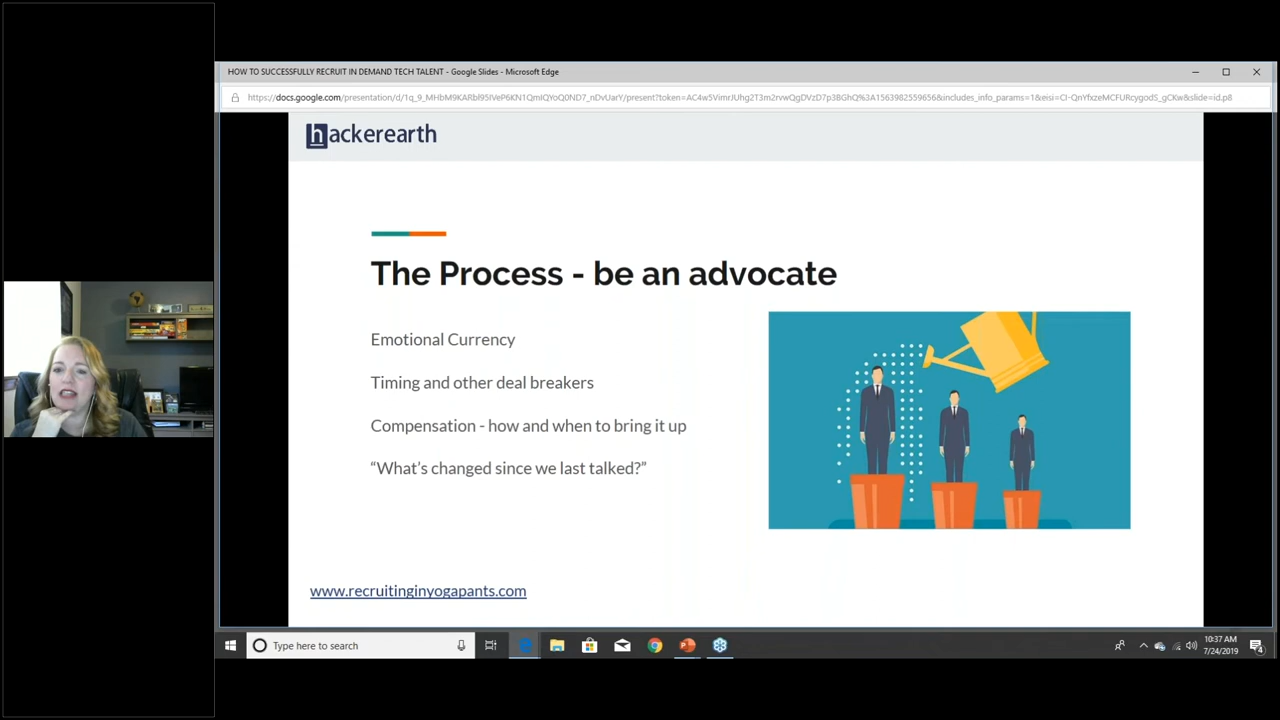 HOW TO SUCCESSFULLY RECRUIT IN DEMAND TECH TALENT - Google Slides - Microsoft Edge
hackerearth
The Process - be an advocate
Emotional Currency
Timing and other deal breakers
Compensation - how and when to bring it up
“What’s changed since we last talked?”
www.recruitinginyogapants.com
Type here to search
10:37 AM
7/24/2019
4